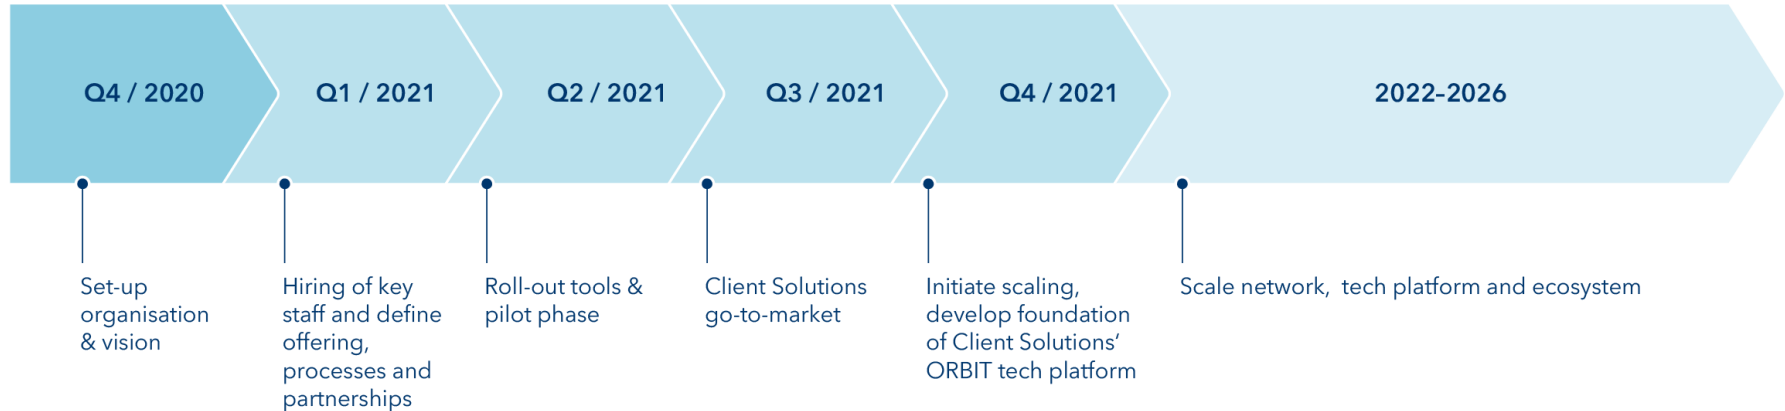 Q4 / 2020
Q1 / 2021
Q2 / 2021
Q3 / 2021
Q4 / 2021
2022–2026
Set-up
organisation
& vision
Hiring of key
staff and define
offering,
processes and
partnerships
Roll-out tools &
pilot phase
Client Solutions
go-to-market
Initiate scaling,
develop foundation
of Client Solutions‘
ORBIT tech platform
Scale network,  tech platform and ecosystem